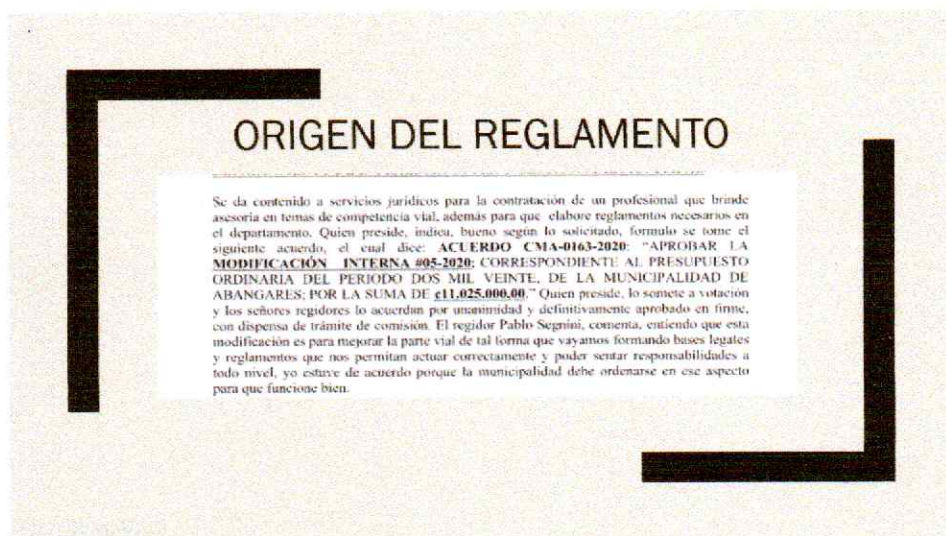 ORIGEN DEL REGLAMENTO
Se da contenido a servicios jurídicos para la contratación de un profesional que brinde
asesoría en temas de competencia vial, además para que elabore reglamentos necesarios en
el departamento. Quien preside, indica, bueno según lo solicitado, formulo se tome el
siguiente acuerdo, el cual dice: ACUERDO CMA-0163-2020: “APROBAR LA
MODIFICACIÓN INTERNA #05-2020; CORRESPONDIENTE AL PRESUPUESTO
ORDINARIA DEL PERIODO DOS MIL VEINTE, DE LA MUNICIPALIDAD DE
ABANGARES; POR LA SUMA DE ¢11.025.000.00.” Quien preside, lo somete a votación
y los señores regidores lo acuerdan por unanimidad y definitivamente aprobado en firme,
con dispensa de trámite de comisión. El regidor Pablo Segnini, comenta, entiendo que esta
modificación es para mejorar la parte vial de tal forma que vayamos formando bases legales
y reglamentos que nos permitan actuar correctamente y poder sentar responsabilidades a
todo nivel, yo estuve de acuerdo porque la municipalidad debe ordenarse en ese aspecto
para que funcione bien.